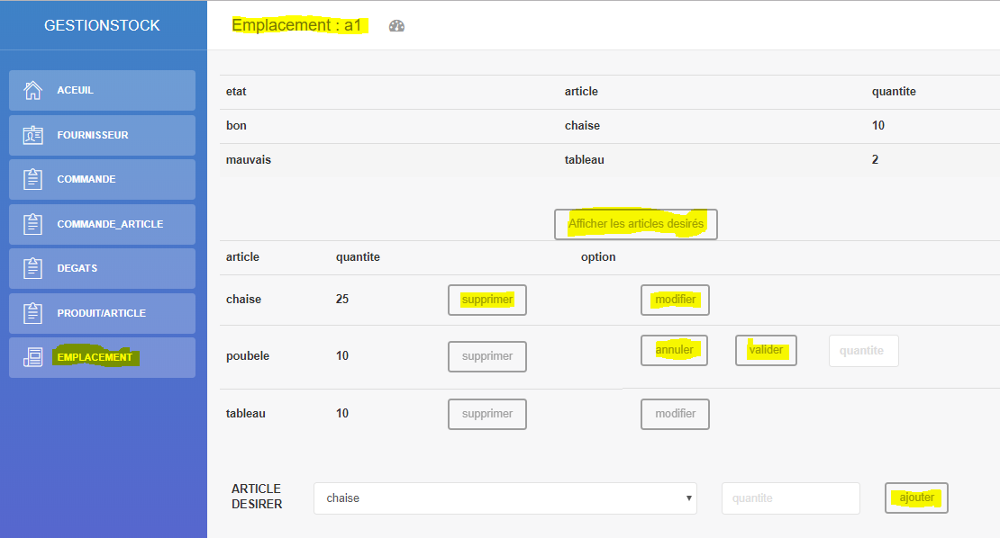 GESTIONSTOCK
Emplacement : a1
ACEUIL
FOURNISSEUR
COMMANDE
COMMANDE_ARTICLE
DEGATS
PRODUIT/ARTICLE
EMPLACEMENT
etat article quantite
bon chaise 10
mauvais tableau 2
Afficher les articles desirés
article quantite option
chaise 25 supprimer modifier
poubele 10 supprimer annuler valider quantite
tableau 10 supprimer modifier
ARTICLE
DESIRER
chaise quantite ajouter